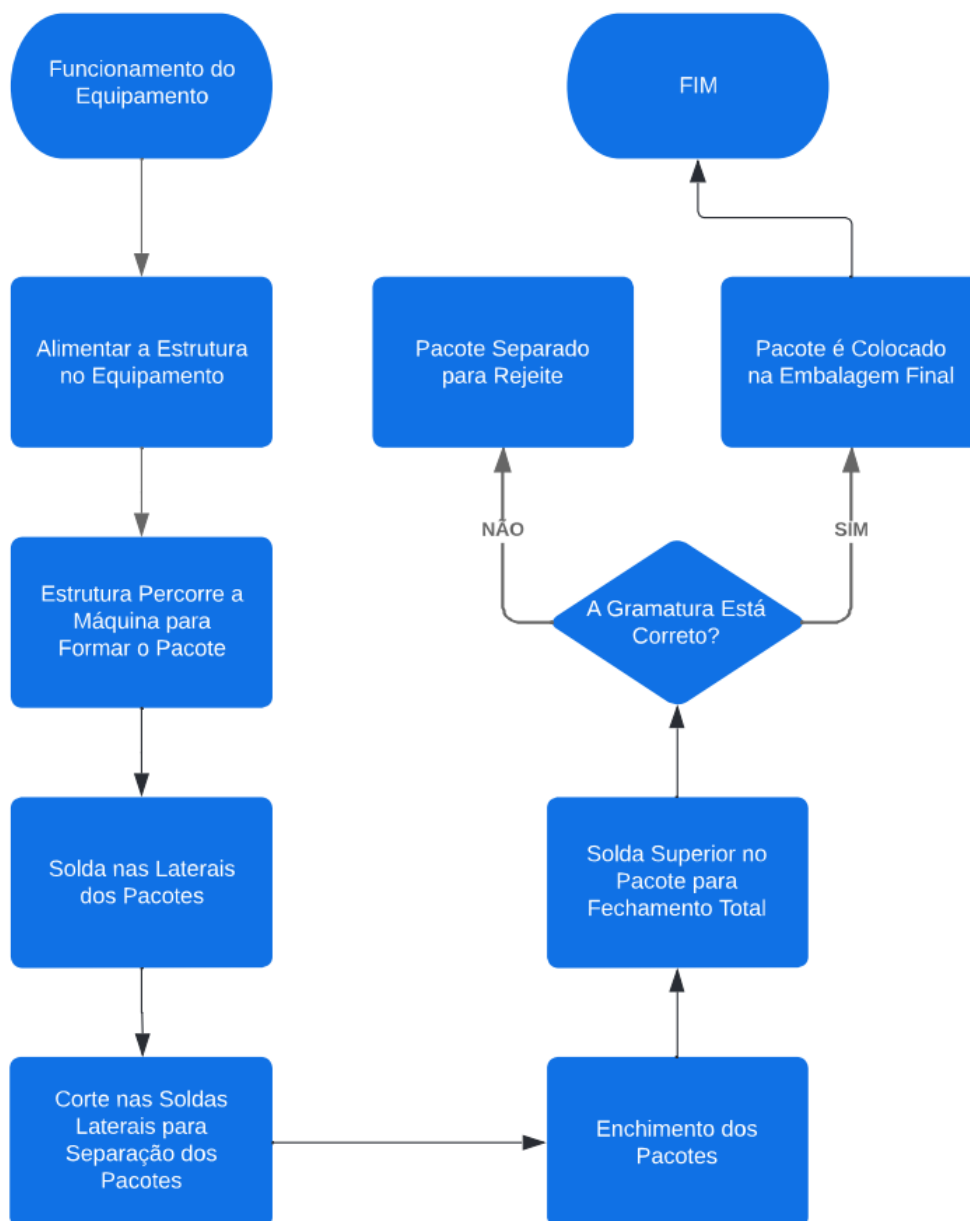 Funcionamento do
Equipamento
Alimentar a Estrutura
no Equipamento
Estrutura Percorre a
Máquina para
Formar o Pacote
Solda nas Laterais
dos Pacotes
Corte nas Soldas
Laterais para
Separação dos
Pacotes
Enchimento dos
Pacotes
Solda Superior no
Pacote para
Fechamento Total
A Gramatura Está
Correto?
NÃO
Pacote Separado
para Rejeite
SIM
Pacote é Colocado
na Embalagem Final
FIM